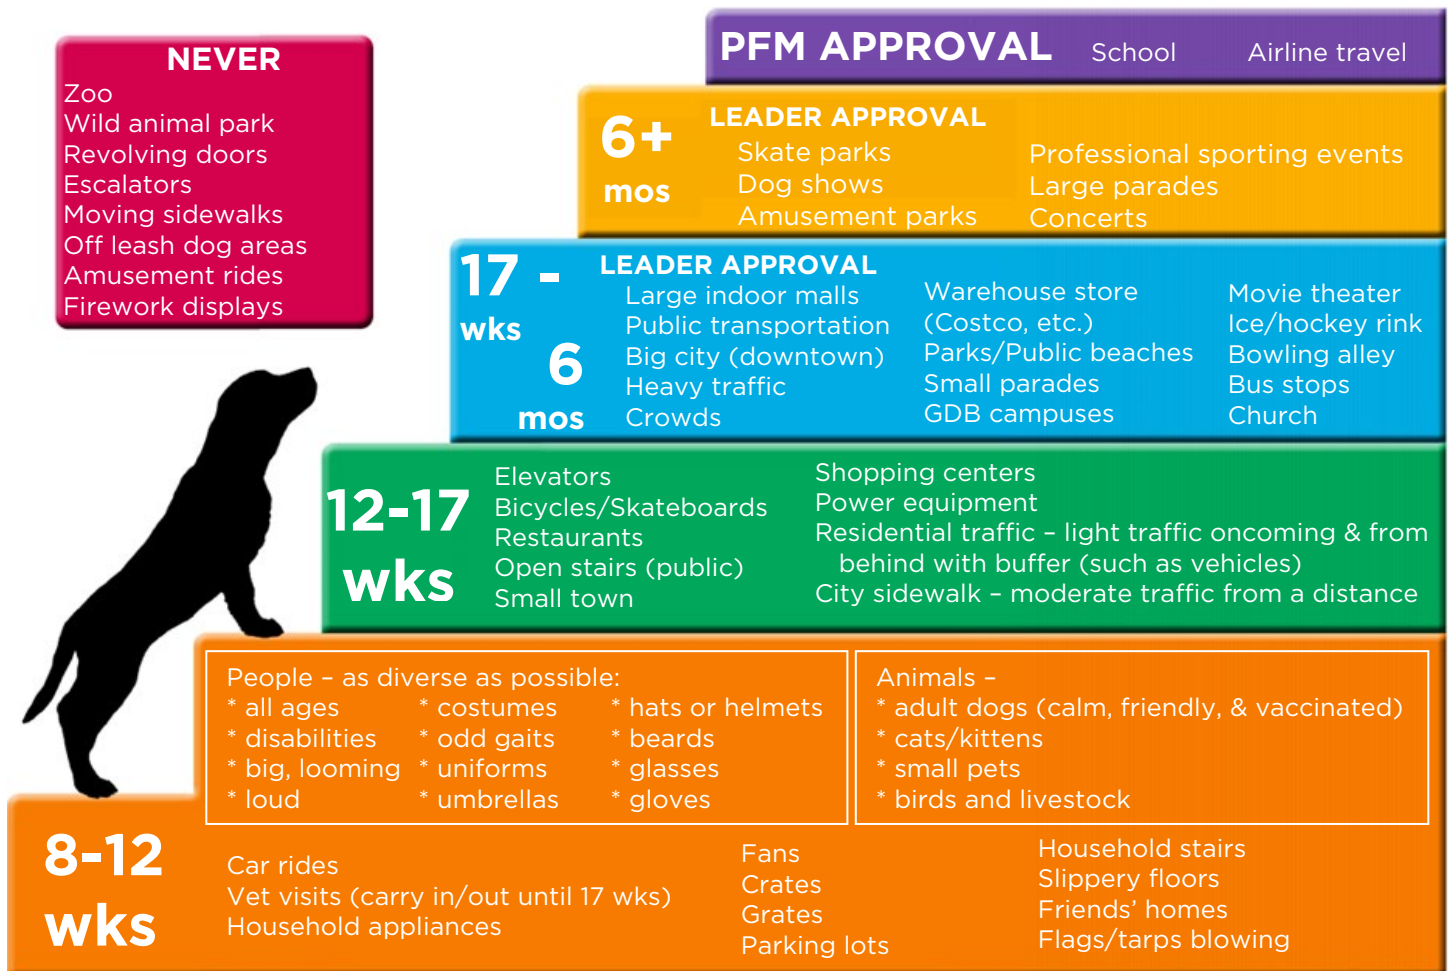 NEVER
Zoo
Wild animal park
Revolving doors
Escalators
Moving sidewalks
Off leash dog areas
Amusement rides
Firework displays
PFM APPROVAL School Airline travel
6+
mos
LEADER APPROVAL
Skate parks
Dog shows
Amusement parks
Professional sporting events
Large parades
Concerts
17 -
wks
6
mos
LEADER APPROVAL
Large indoor malls
Public transportation
Big city (downtown)
Heavy traffic
Crowds
Warehouse store
(Costco, etc.)
Parks/Public beaches
Small parades
GDB campuses
Movie theater
Ice/hockey rink
Bowling alley
Bus stops
Church
12-17
wks
Elevators
Bicycles/Skateboards
Restaurants
Open stairs (public)
Small town
Shopping centers
Power equipment
Residential traffic – light traffic oncoming & from
behind with buffer (such as vehicles)
City sidewalk – moderate traffic from a distance
8-12
wks
People – as diverse as possible:
* all ages
* disabilities
* big, looming
* loud
* costumes
* odd gaits
* uniforms
* umbrellas
* hats or helmets
* beards
* glasses
* gloves
Animals –
* adult dogs (calm, friendly, & vaccinated)
* cats/kittens
* small pets
* birds and livestock
Car rides
Vet visits (carry in/out until 17 wks)
Household appliances
Fans
Crates
Grates
Parking lots
Household stairs
Slippery floors
Friends’ homes
Flags/tarps blowing